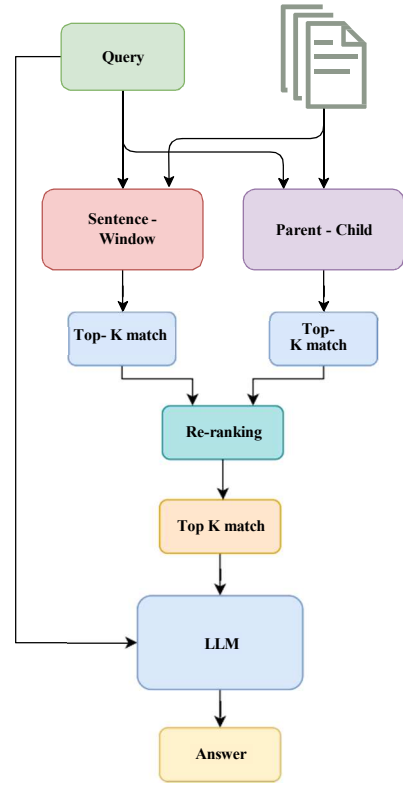 Query
Sentence -
Window
Parent - Child
Top- K match
Top-
K match
Re-ranking
Top K match
LLM
Answer